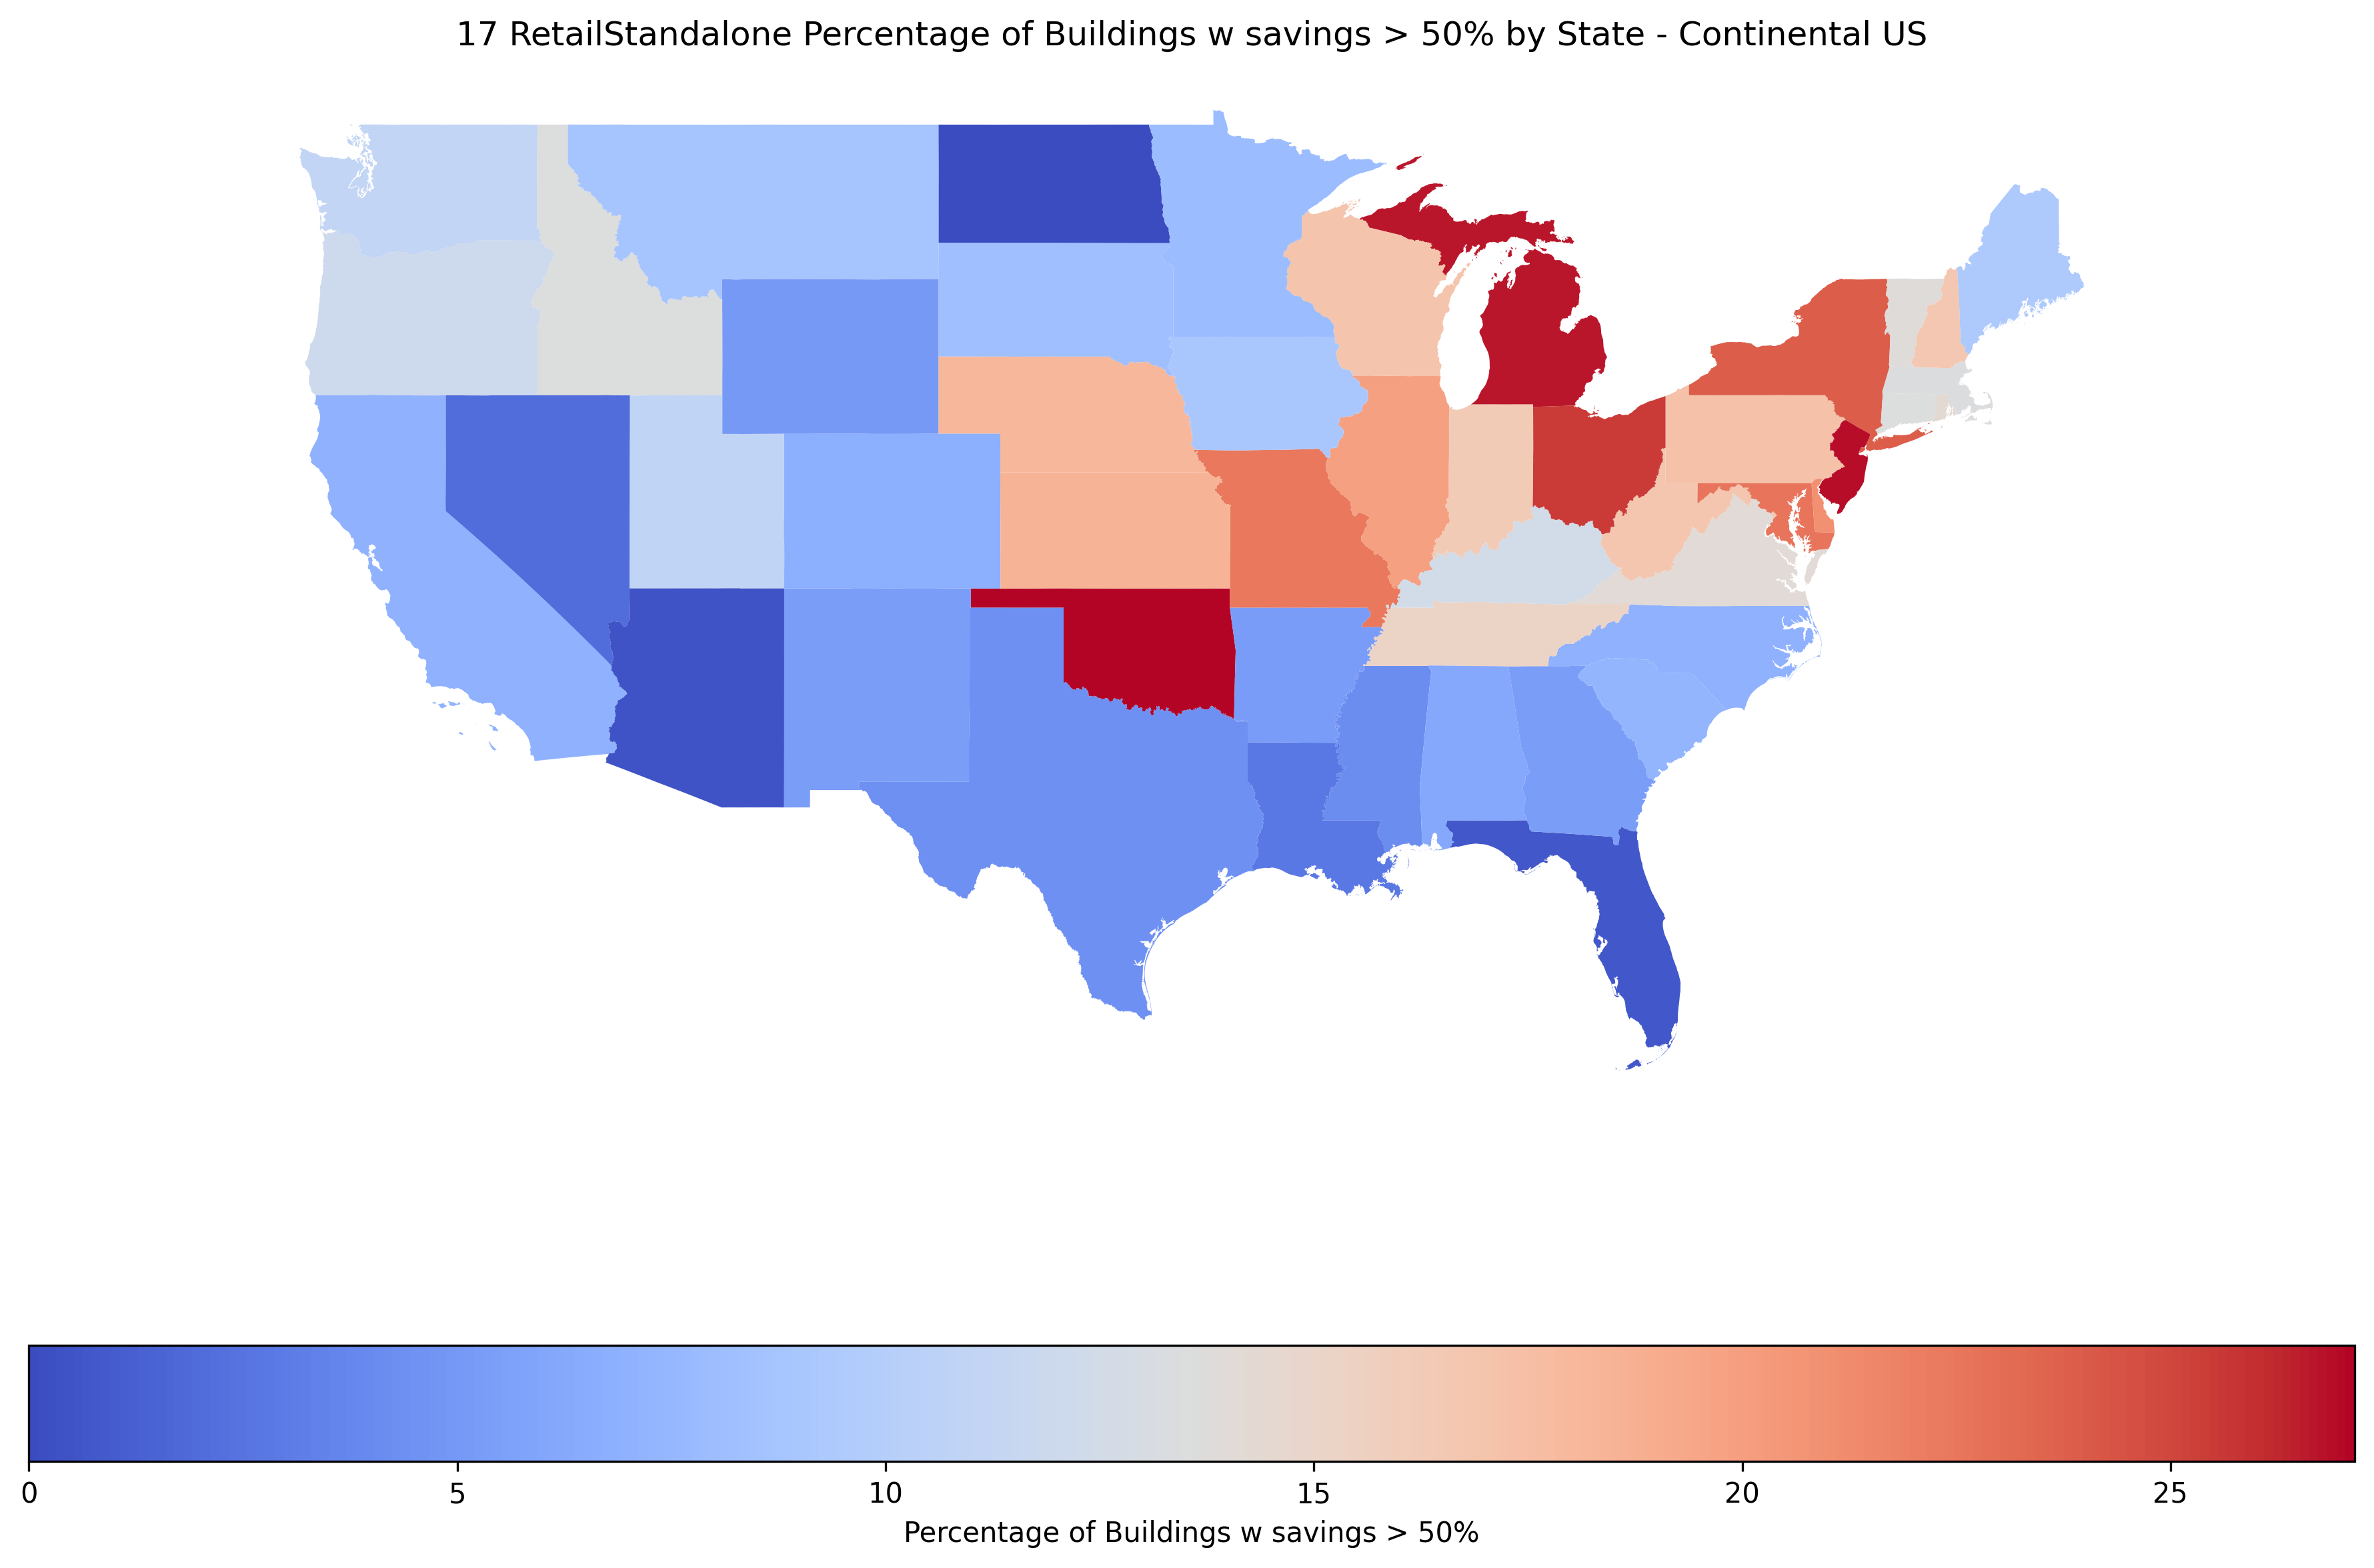 17 RetailStandalone Percentage of Buildings w savings > 50% by State - Continental US
0 5 10 15 20 25
Percentage of Buildings w savings > 50%